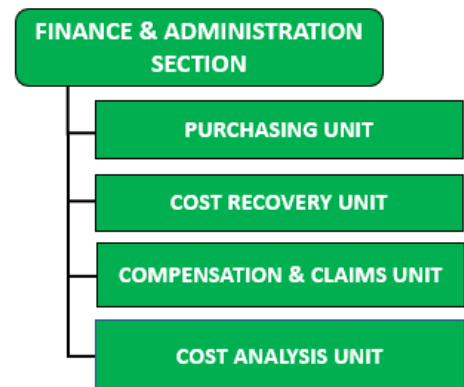 FINANCE & ADMINISTRATION
SECTION
PURCHASING UNIT
COST RECOVERY UNIT
COMPENSATION & CLAIMS UNIT
COST ANALYSIS UNIT